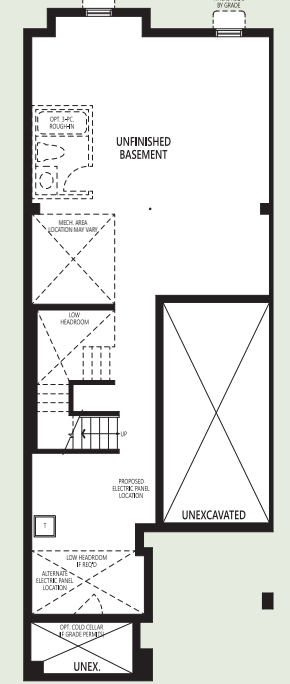 BY GRADE
OPT. 3-PC.
ROUGH-IN
UNFINISHED
BASEMENT
MECH. AREA
LOCATION MAY VARY
LOW
HEADROOM
UP
PROPOSED
ELECTRIC PANEL
LOCATION
UNEXCAVATED
T
LOW HEADROOM
IF REQ'D
ALTERNATE
ELECTRIC PANEL
LOCATION
OPT. COLD CELLAR
(IF GRADE PERMITS)
UNEX.